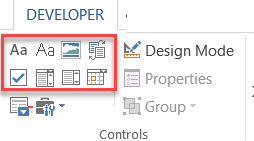 DEVELOPER
Aa Aa
Design Mode
Properties
Group
Controls